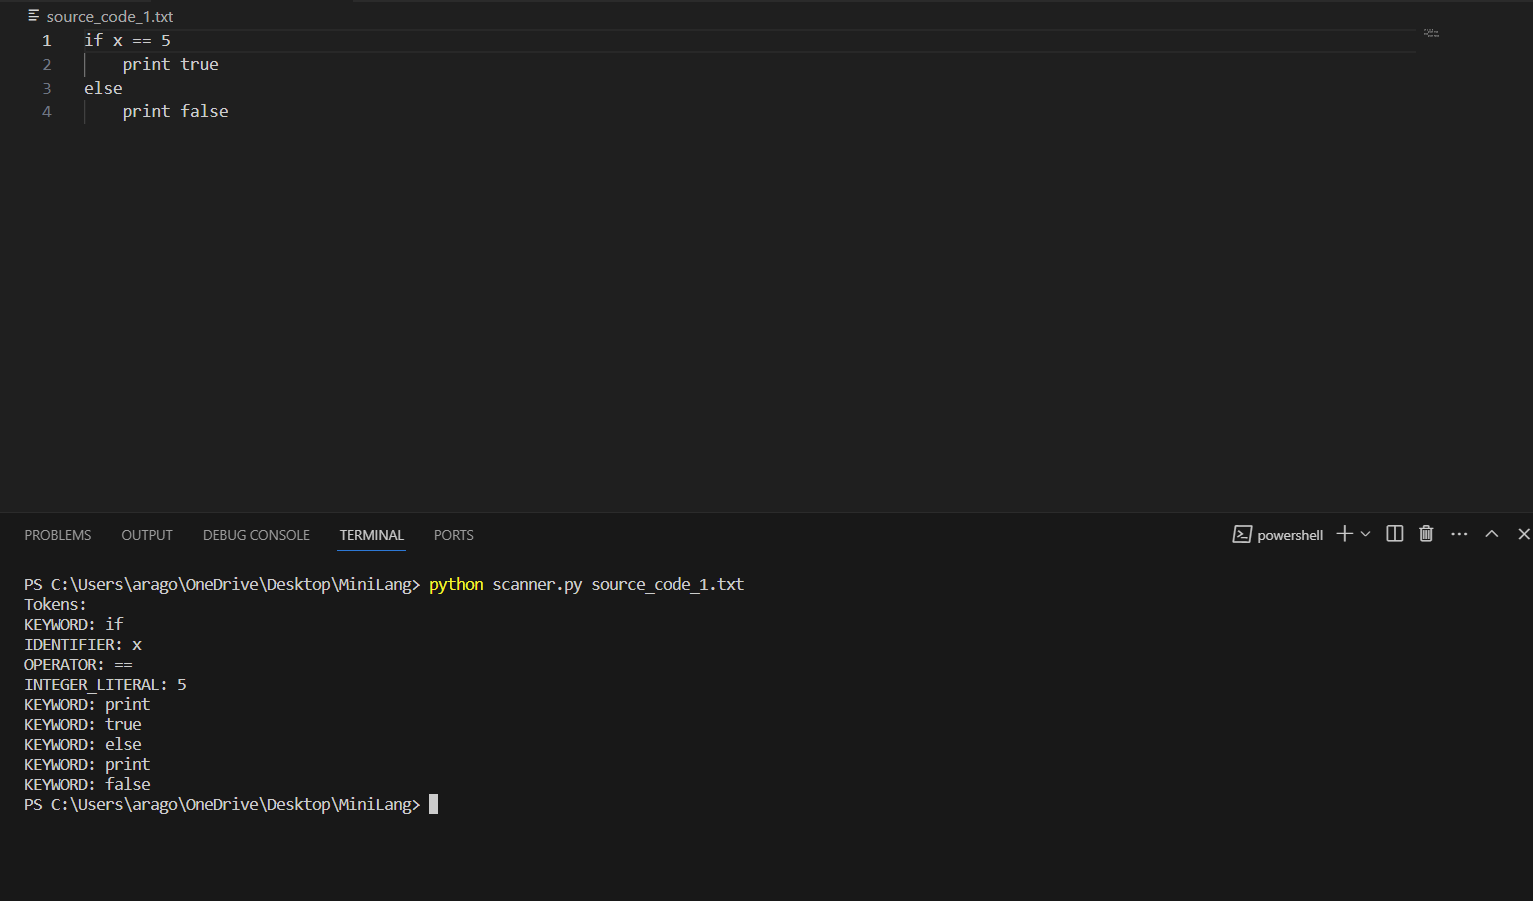 source_code_1.txt
1 if x == 5
2     print true
3 else
4     print false
PROBLEMS OUTPUT DEBUG CONSOLE TERMINAL PORTS powershell
PS C:\Users\arago\OneDrive\Desktop\MiniLang> python scanner.py source_code_1.txt
Tokens:
KEYWORD: if
IDENTIFIER: x
OPERATOR: ==
INTEGER_LITERAL: 5
KEYWORD: print
KEYWORD: true
KEYWORD: else
KEYWORD: print
KEYWORD: false
PS C:\Users\arago\OneDrive\Desktop\MiniLang>